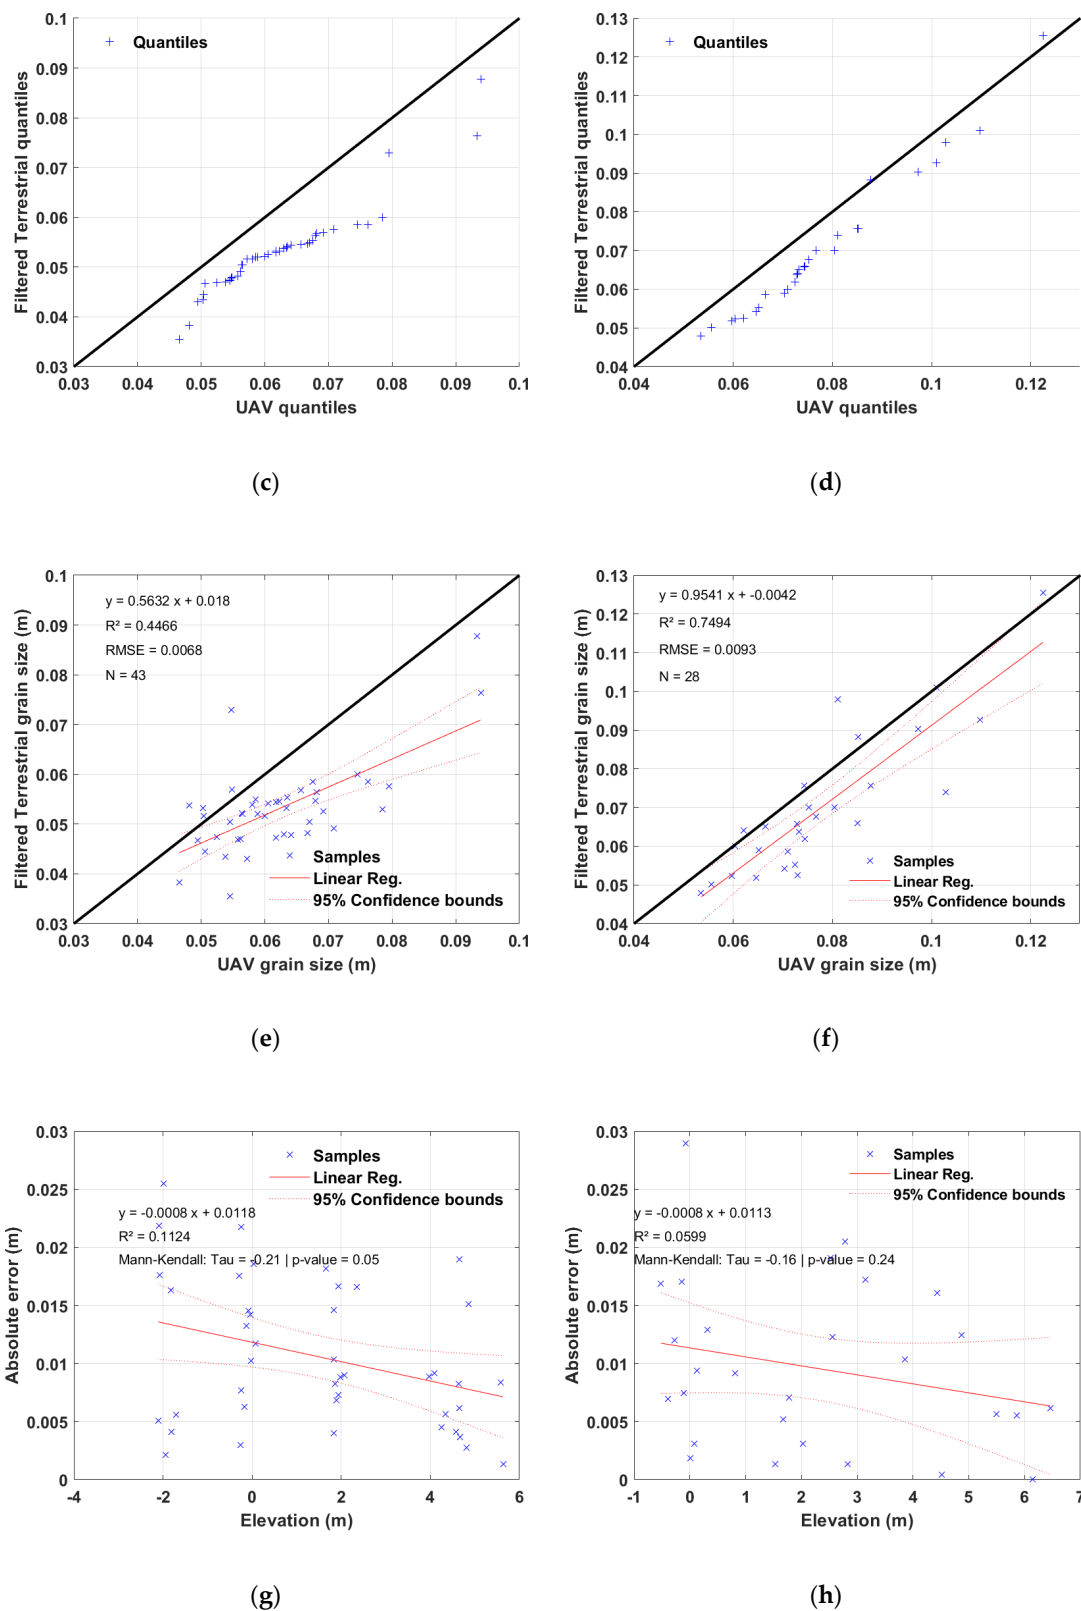 0.1
0.09
0.08
0.07
0.06
0.05
0.04
0.03
Filtered Terrestrial quantiles
+ Quantiles
0.03 0.04 0.05 0.06 0.07 0.08 0.09 0.1
UAV quantiles
(c)
0.13
0.12
0.11
0.1
0.09
0.08
0.07
0.06
0.05
0.04
Filtered Terrestrial quantiles
+ Quantiles
0.04 0.06 0.08 0.1 0.12
UAV quantiles
(d)
0.1
0.09
0.08
0.07
0.06
0.05
0.04
0.03
Filtered Terrestrial grain size (m)
y = 0.5632 x + 0.018
R² = 0.4466
RMSE = 0.0068
N = 43
× Samples
Linear Reg.
95% Confidence bounds
0.03 0.04 0.05 0.06 0.07 0.08 0.09 0.1
UAV grain size (m)
(e)
0.13
0.12
0.11
0.1
0.09
0.08
0.07
0.06
0.05
0.04
Filtered Terrestrial grain size (m)
y = 0.9541 x + -0.0042
R² = 0.7494
RMSE = 0.0093
N = 28
× Samples
Linear Reg.
95% Confidence bounds
0.04 0.06 0.08 0.1 0.12
UAV grain size (m)
(f)
0.03
0.025
0.02
0.015
0.01
0.005
0
Absolute error (m)
× Samples
Linear Reg.
95% Confidence bounds
y = -0.0008 x + 0.0118
R² = 0.1124
Mann-Kendall: Tau = -0.21 | p-value = 0.05
-4 -2 0 2 4 6
Elevation (m)
(g)
0.03
0.025
0.02
0.015
0.01
0.005
0
Absolute error (m)
× Samples
Linear Reg.
95% Confidence bounds
y = -0.0008 x + 0.0113
R² = 0.0599
Mann-Kendall: Tau = -0.16 | p-value = 0.24
-1 0 1 2 3 4 5 6 7
Elevation (m)
(h)